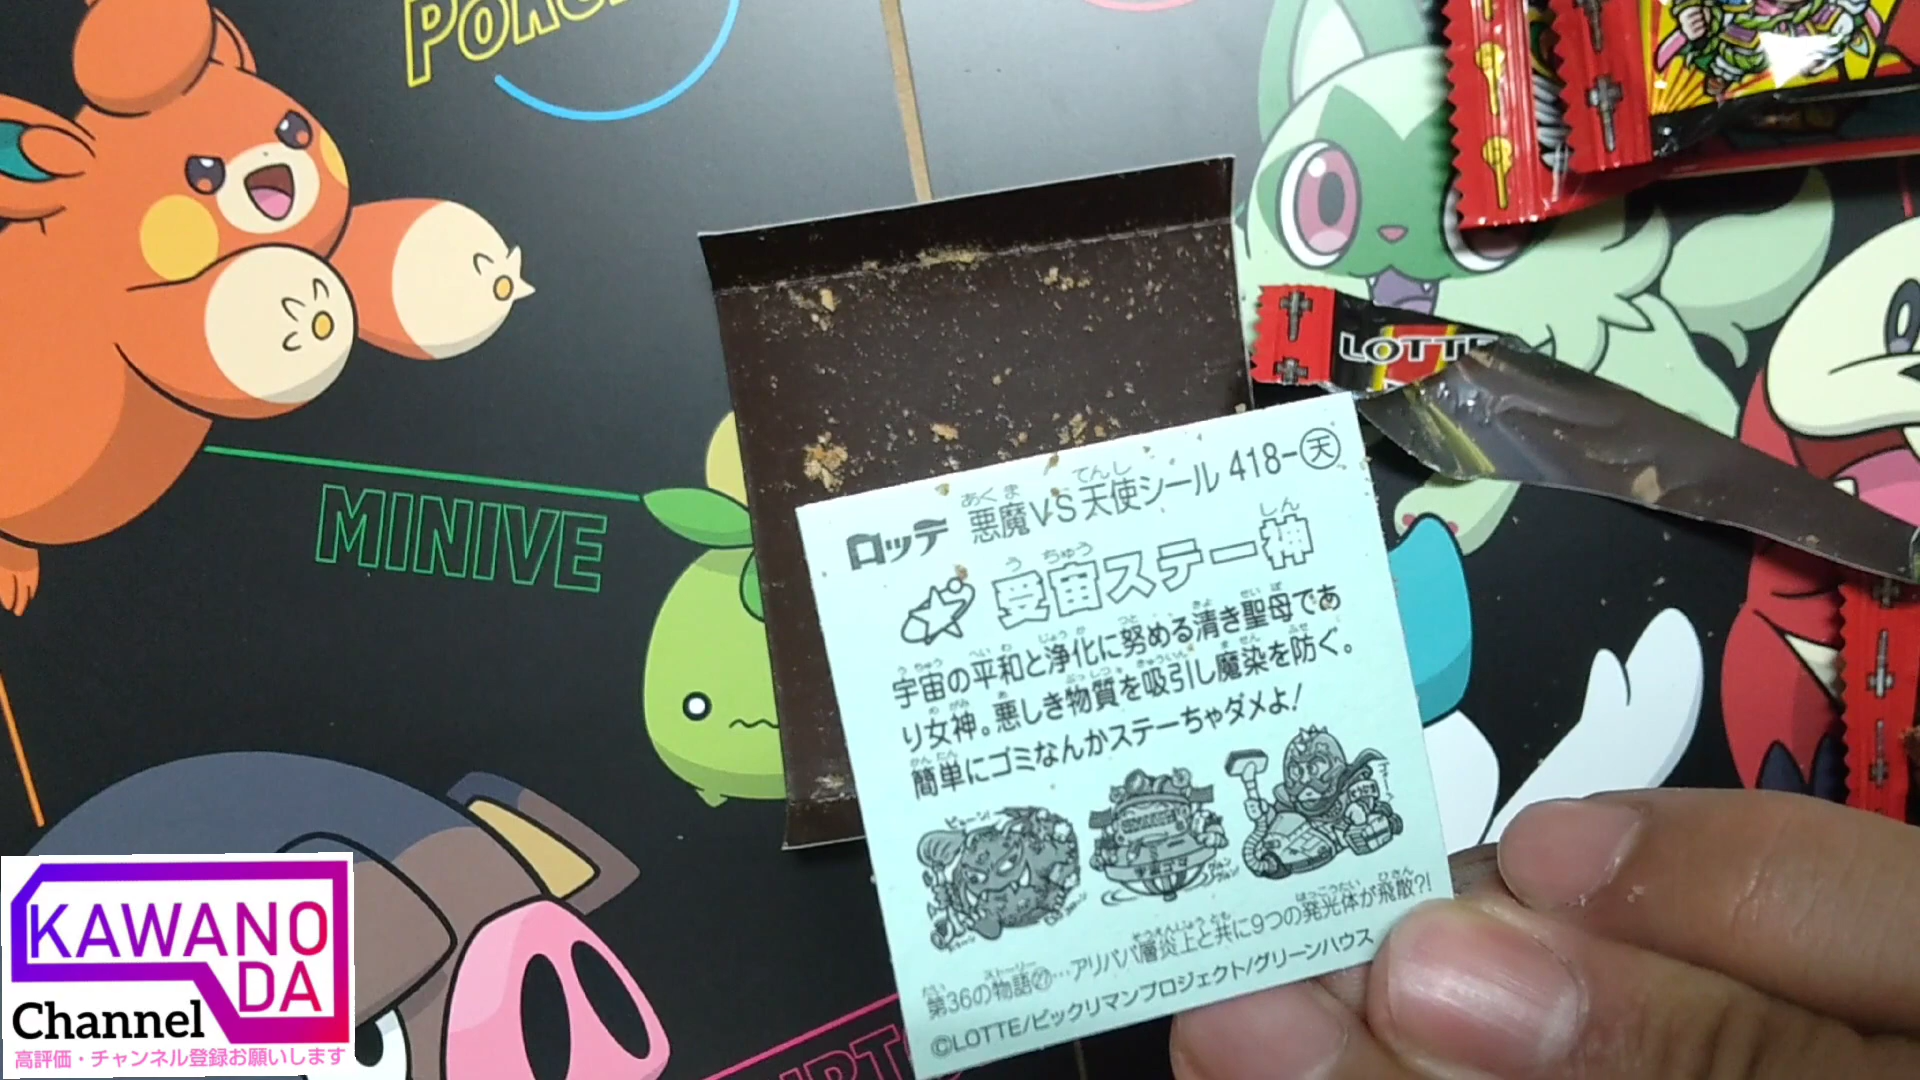 MINIVE
LOTTE
ロッテ 悪魔VS天使シール 418-天
受宙ステー神
宇宙の平和と浄化に努める清き聖母であ
り女神。悪しき物質を吸引し魔染を防ぐ。
簡単にゴミなんかステーちゃダメよ!
第36の物語㉑…アリババ層炎上と共に9つの発光体が飛散?!
©LOTTE/ビックリマンプロジェクト/グリーンハウス
KAWANO
DA
Channel
高評価・チャンネル登録お願いします